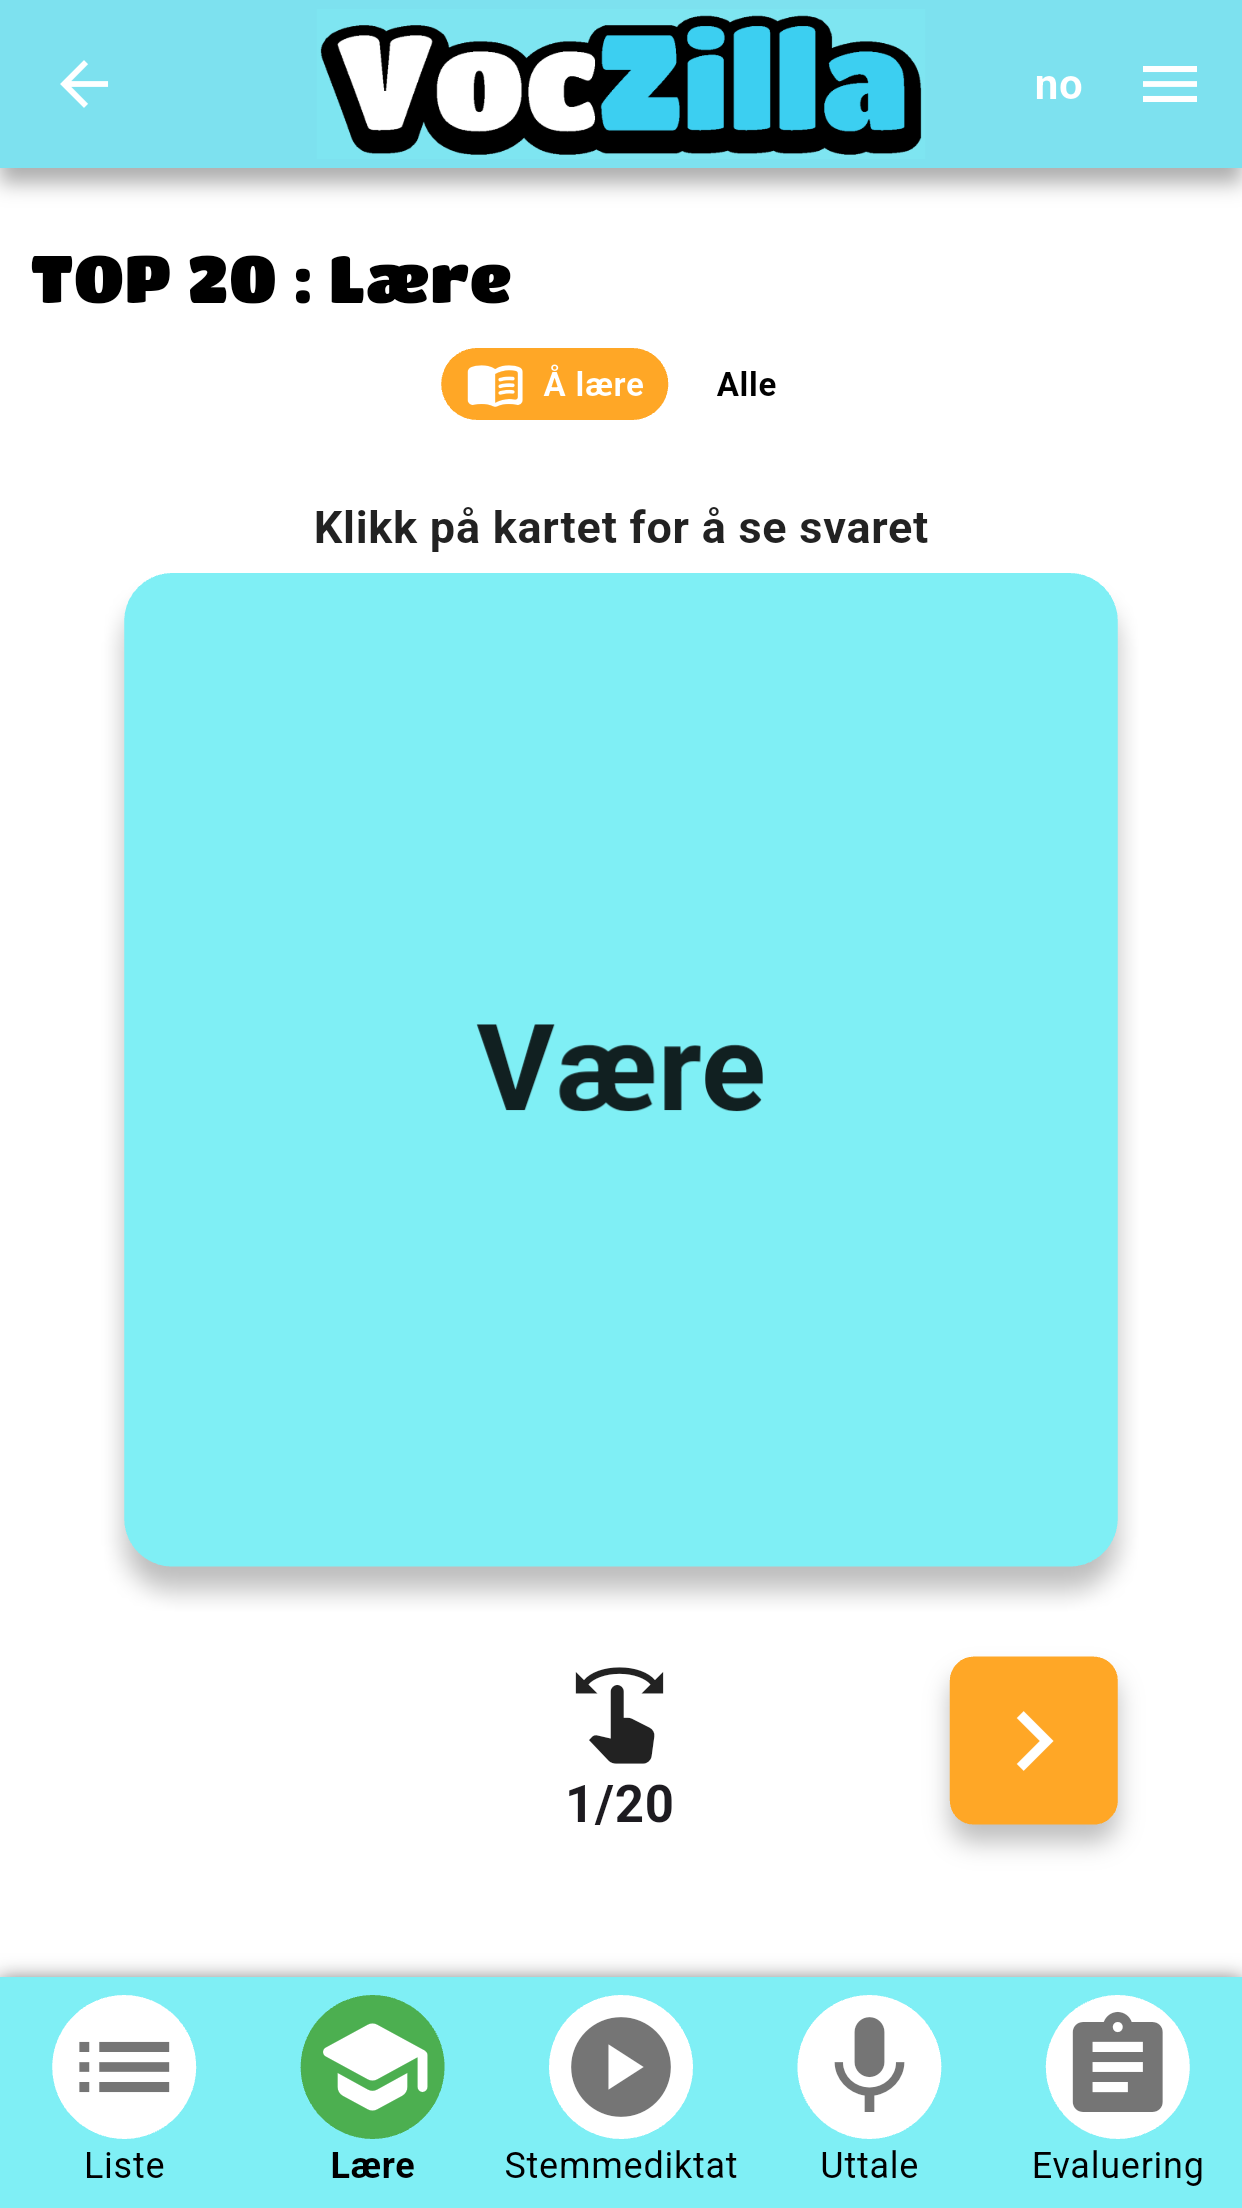 VocZilla
no
TOP 20 : Lære
Å lære
Alle
Klikk på kartet for å se svaret
Være
1/20
Liste
Lære
Stemmediktat
Uttale
Evaluering